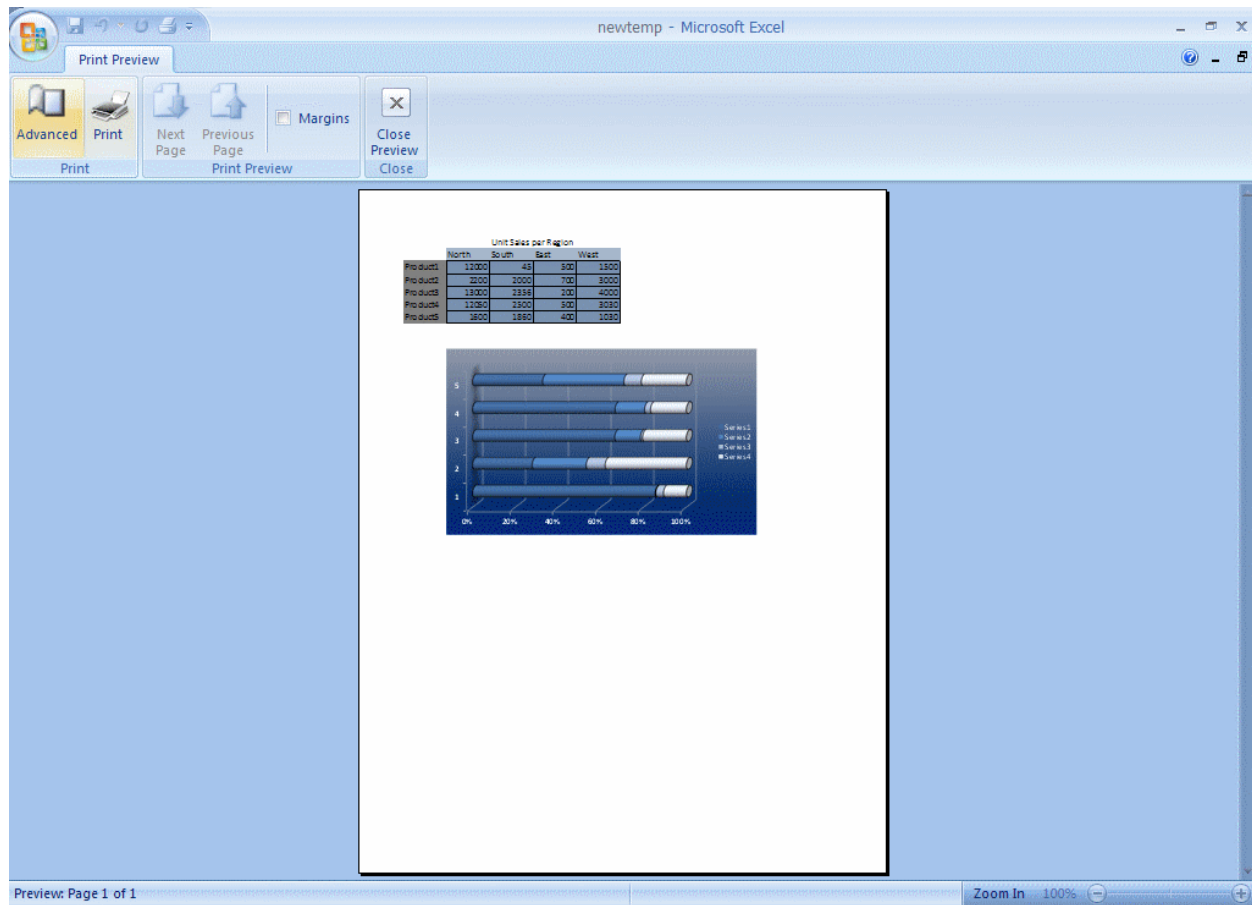 newtemp - Microsoft Excel
Print Preview
Advanced Print Next Page Previous Page Margins Close Preview
Print Print Preview Close
Unit Sales per Region
North South East West
Product1 12000 45 500 1500
Product2 2200 2000 700 3000
Product3 13000 2356 200 4000
Product4 12050 2500 500 3030
Product5 1600 1860 400 1030
5
4
3
2
1
0% 20% 40% 60% 80% 100%
Series1
Series2
Series3
Series4
Preview: Page 1 of 1 Zoom In 100%